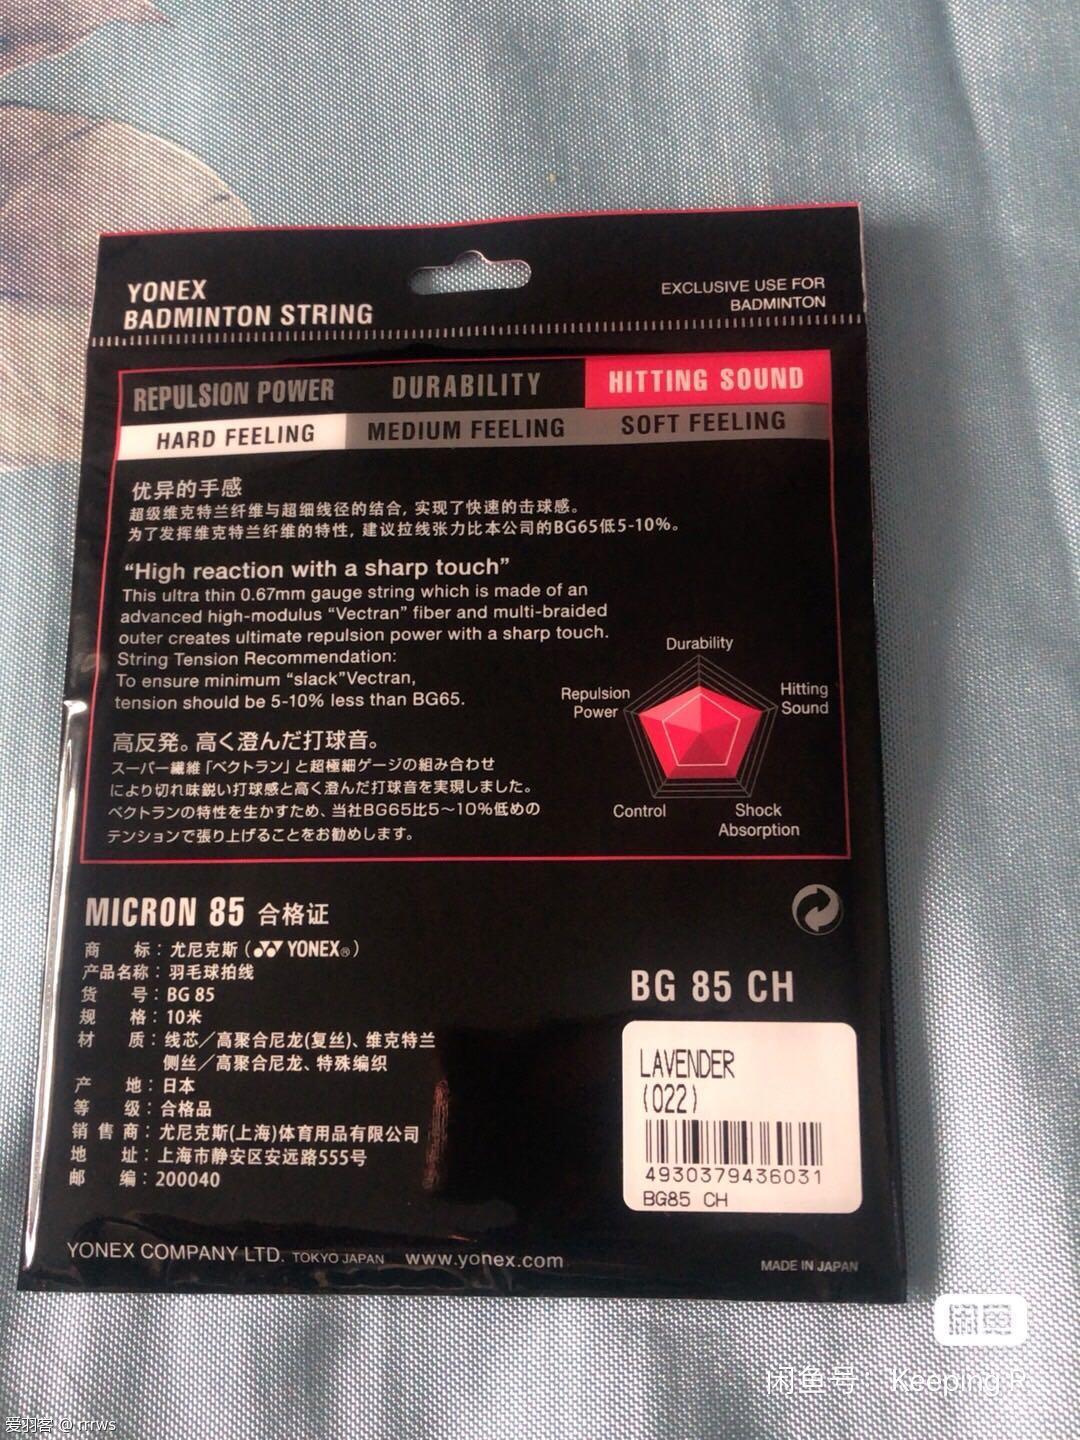 YONEX
BADMINTON STRING
EXCLUSIVE USE FOR
BADMINTON
REPULSION POWER
DURABILITY
HITTING SOUND
HARD FEELING
MEDIUM FEELING
SOFT FEELING
优异的手感
超级维克特兰纤维与超细线径的结合, 实现了快速的击球感。
为了发挥维克特兰纤维的特性, 建议拉线张力比本公司的BG65低5-10%。
“High reaction with a sharp touch”
This ultra thin 0.67mm gauge string which is made of an
advanced high-modulus “Vectran” fiber and multi-braided
outer creates ultimate repulsion power with a sharp touch.
String Tension Recommendation:
To ensure minimum “slack”Vectran,
tension should be 5-10% less than BG65.
高反発。高く澄んだ打球音。
スーパー繊維「ベクトラン」と超極細ゲージの組み合わせ
により切れ味鋭い打球感と高く澄んだ打球音を実現しました。
ベクトランの特性を生かすため、当社BG65比5～10%低めの
テンションで張り上げることをお勧めします。
Durability
Repulsion
Power
Hitting
Sound
Control
Shock
Absorption
MICRON 85 合格证
商 标：尤尼克斯 (YONEX®)
产品名称：羽毛球拍线
货 号：BG 85
规 格：10米
材 质：线芯／高聚合尼龙(复丝)、维克特兰
侧丝／高聚合尼龙、特殊编织
产 地：日本
等 级：合格品
销 售 商：尤尼克斯(上海)体育用品有限公司
地 址：上海市静安区安远路555号
邮 编：200040
BG 85 CH
LAVENDER
(022)
4930379436031
BG85 CH
YONEX COMPANY LTD. TOKYO JAPAN www.yonex.com
MADE IN JAPAN
闲鱼
闲鱼号：Keeping R
爱羽客 @ rrrws